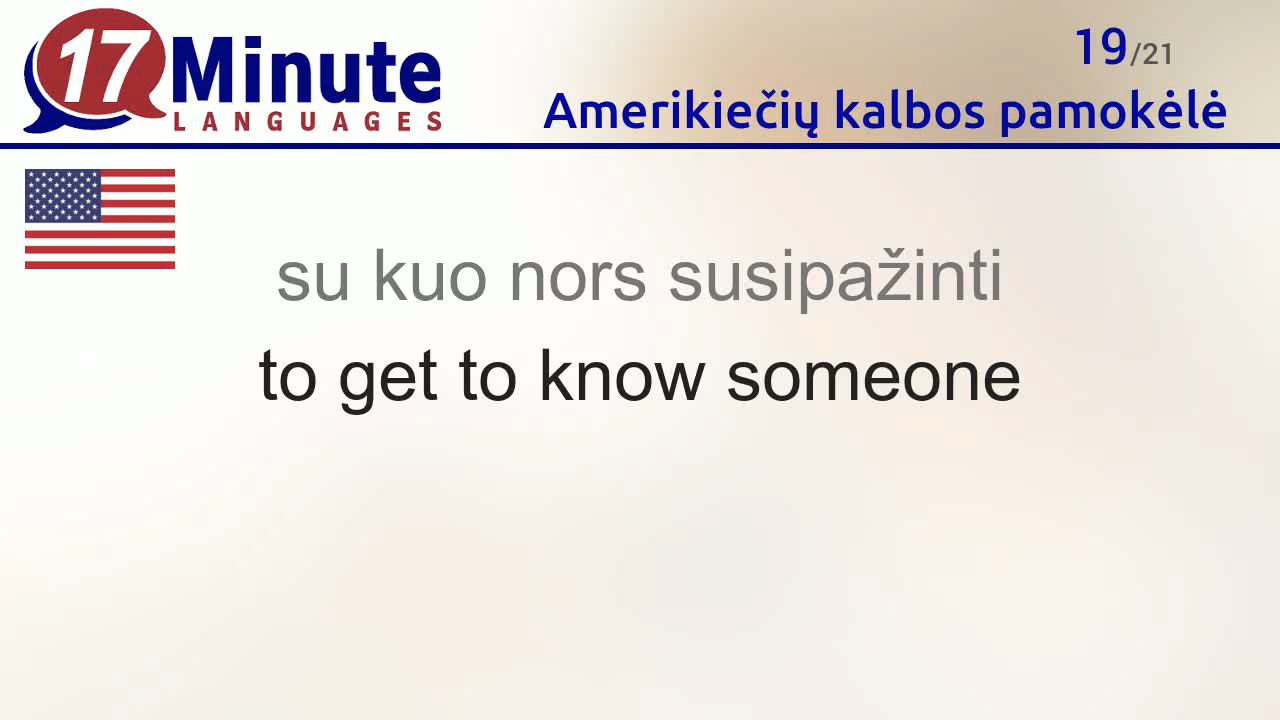 17 Minute
LANGUAGES
19/21
Amerikiečių kalbos pamokėlė
su kuo nors susipažinti
to get to know someone